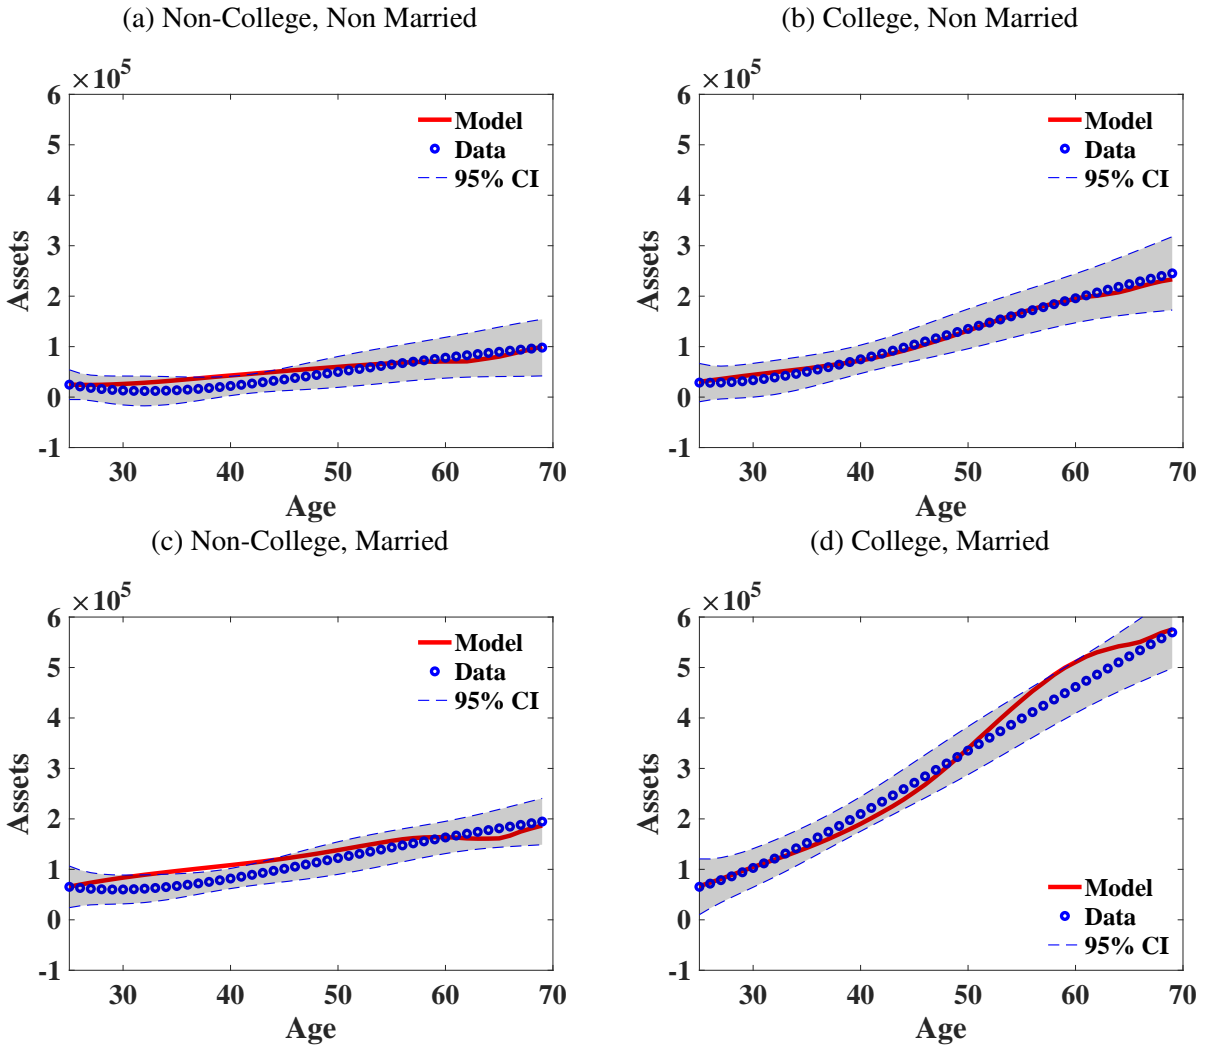 (a) Non-College, Non Married
×10^5
6
5
4
3
2
1
0
-1
Assets
30 40 50 60 70
Age
Model
Data
95% CI
(b) College, Non Married
×10^5
6
5
4
3
2
1
0
-1
Assets
30 40 50 60 70
Age
Model
Data
95% CI
(c) Non-College, Married
×10^5
6
5
4
3
2
1
0
-1
Assets
30 40 50 60 70
Age
Model
Data
95% CI
(d) College, Married
×10^5
6
5
4
3
2
1
0
-1
Assets
30 40 50 60 70
Age
Model
Data
95% CI